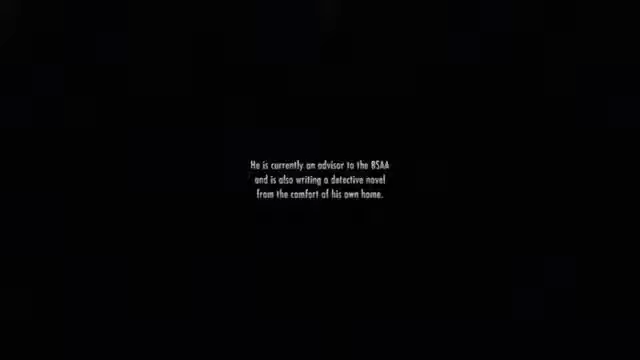 He is currently an advisor to the BSAA
and is also writing a detective novel
from the comfort of his own home.